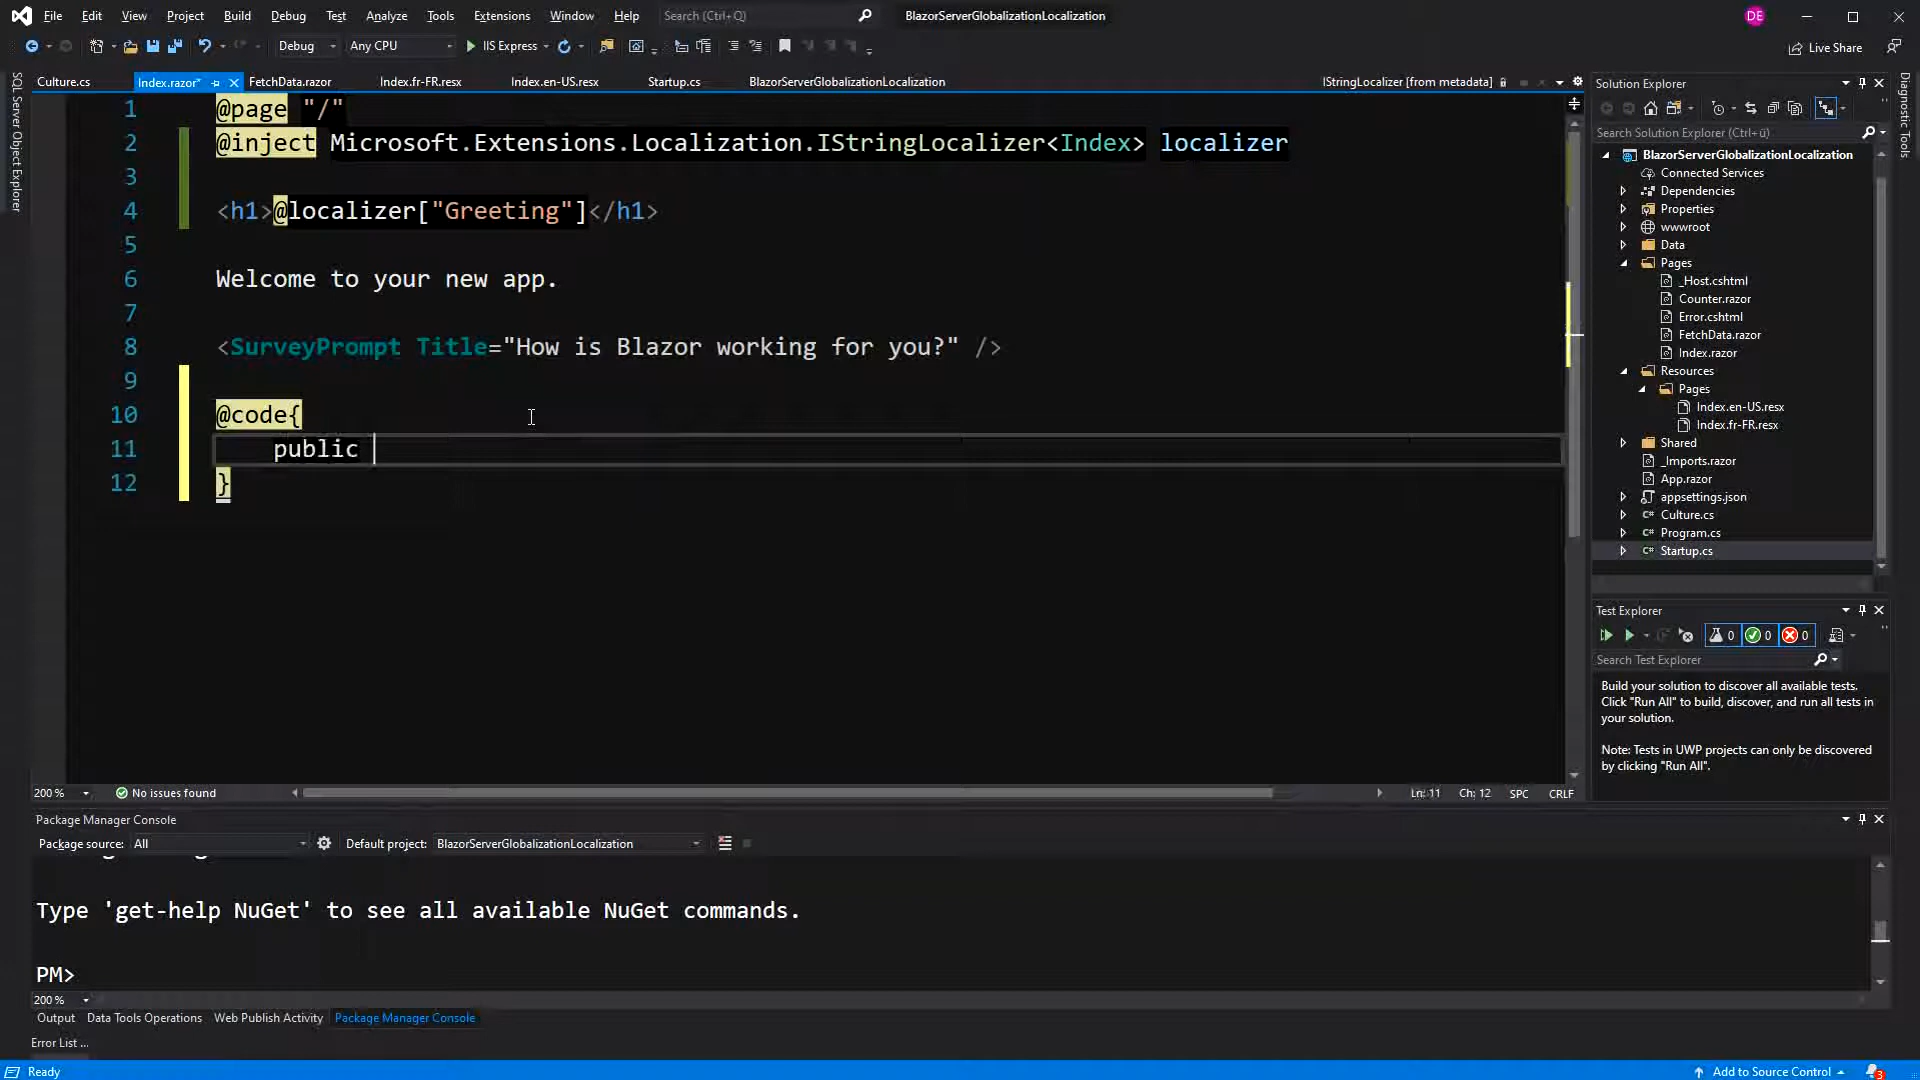 File Edit View Project Build Debug Test Analyze Tools Extensions Window Help Search (Ctrl+Q) BlazorServerGlobalizationLocalization DE
Debug Any CPU IIS Express Live Share
SQL Server Object Explorer
Culture.cs Index.razor* FetchData.razor Index.fr-FR.resx Index.en-US.resx Startup.cs BlazorServerGlobalizationLocalization IStringLocalizer [from metadata]
1 @page "/"
2 @inject Microsoft.Extensions.Localization.IStringLocalizer<Index> localizer
3
4 <h1>@localizer["Greeting"]</h1>
5
6 Welcome to your new app.
7
8 <SurveyPrompt Title="How is Blazor working for you?" />
9
10 @code{
11 public
12 }
200 % No issues found Ln: 11 Ch: 12 SPC CRLF
Solution Explorer
Search Solution Explorer (Ctrl+ü)
BlazorServerGlobalizationLocalization
Connected Services
Dependencies
Properties
wwwroot
Data
Pages
_Host.cshtml
Counter.razor
Error.cshtml
FetchData.razor
Index.razor
Resources
Pages
Index.en-US.resx
Index.fr-FR.resx
Shared
_Imports.razor
App.razor
appsettings.json
C# Culture.cs
C# Program.cs
C# Startup.cs
Diagnostic Tools
Test Explorer
0 0 0
Search Test Explorer
Build your solution to discover all available tests.
Click "Run All" to build, discover, and run all tests in
your solution.
Note: Tests in UWP projects can only be discovered
by clicking "Run All".
Package Manager Console
Package source: All Default project: BlazorServerGlobalizationLocalization
Type 'get-help NuGet' to see all available NuGet commands.
PM>
200 %
Output Data Tools Operations Web Publish Activity Package Manager Console
Error List ...
Ready Add to Source Control 3